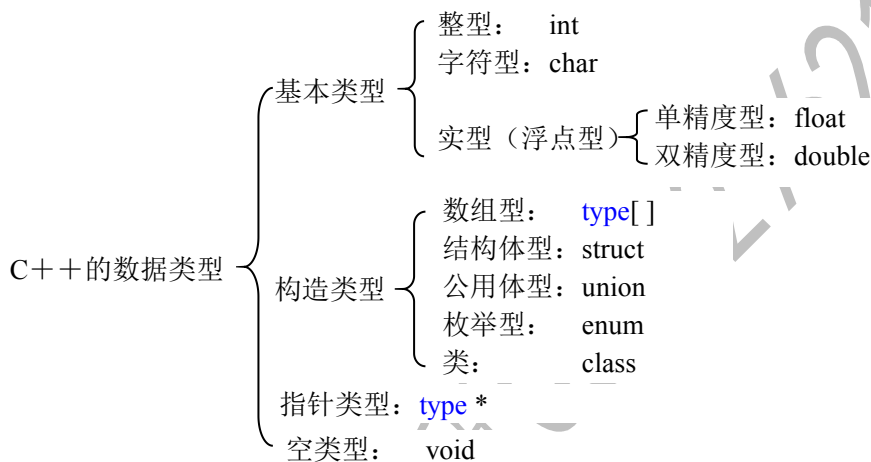 整型： int
字符型：char
基本类型
实型（浮点型）
单精度型：float
双精度型：double
C＋＋的数据类型
数组型： type[ ]
结构体型：struct
构造类型
公用体型：union
枚举型： enum
类： class
指针类型：type *
空类型： void